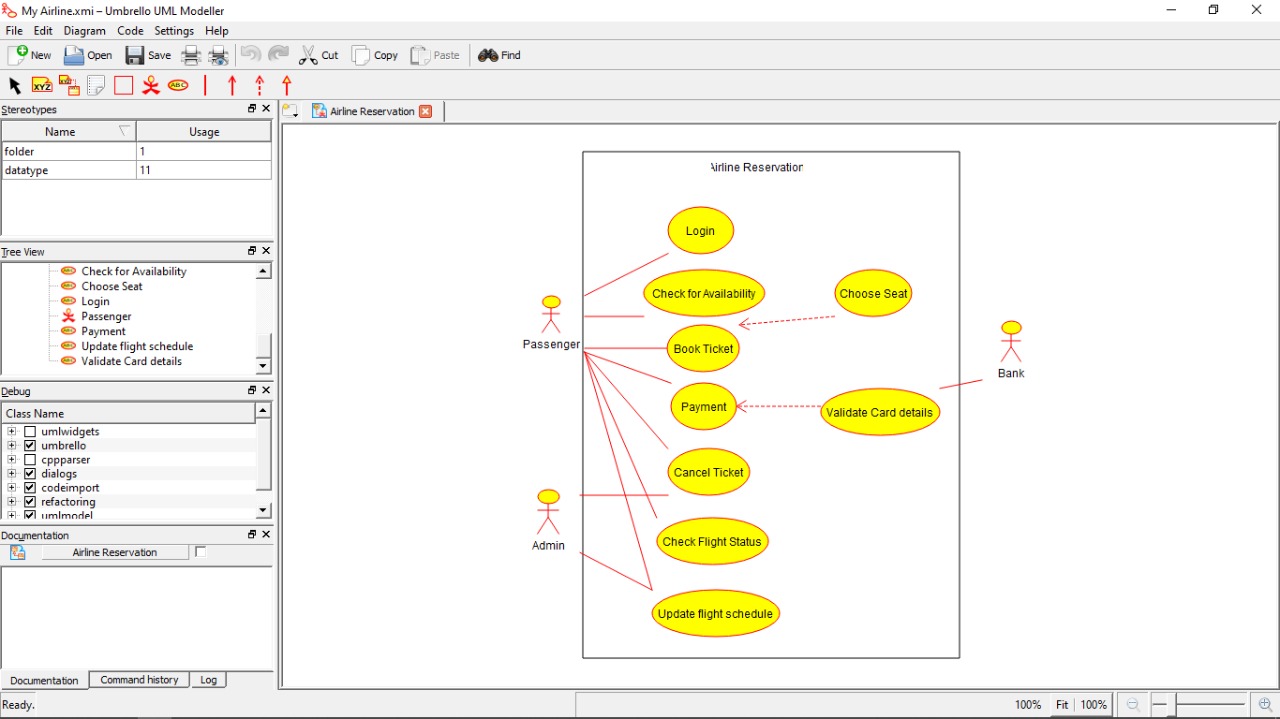 My Airline.xmi – Umbrello UML Modeller
File Edit Diagram Code Settings Help
New Open Save Cut Copy Paste Find
XYZ ABC
Stereotypes
Name Usage
folder 1
datatype 11
Tree View
Check for Availability
Choose Seat
Login
Passenger
Payment
Update flight schedule
Validate Card details
Debug
Class Name
umlwidgets
umbrello
cppparser
dialogs
codeimport
refactoring
umlmodel
Documentation
Airline Reservation
Documentation Command history Log
Airline Reservation
Airline Reservation
Login
Check for Availability
Choose Seat
Passenger
Book Ticket
Bank
Payment
Validate Card details
Cancel Ticket
Admin
Check Flight Status
Update flight schedule
Ready.
100% Fit 100%